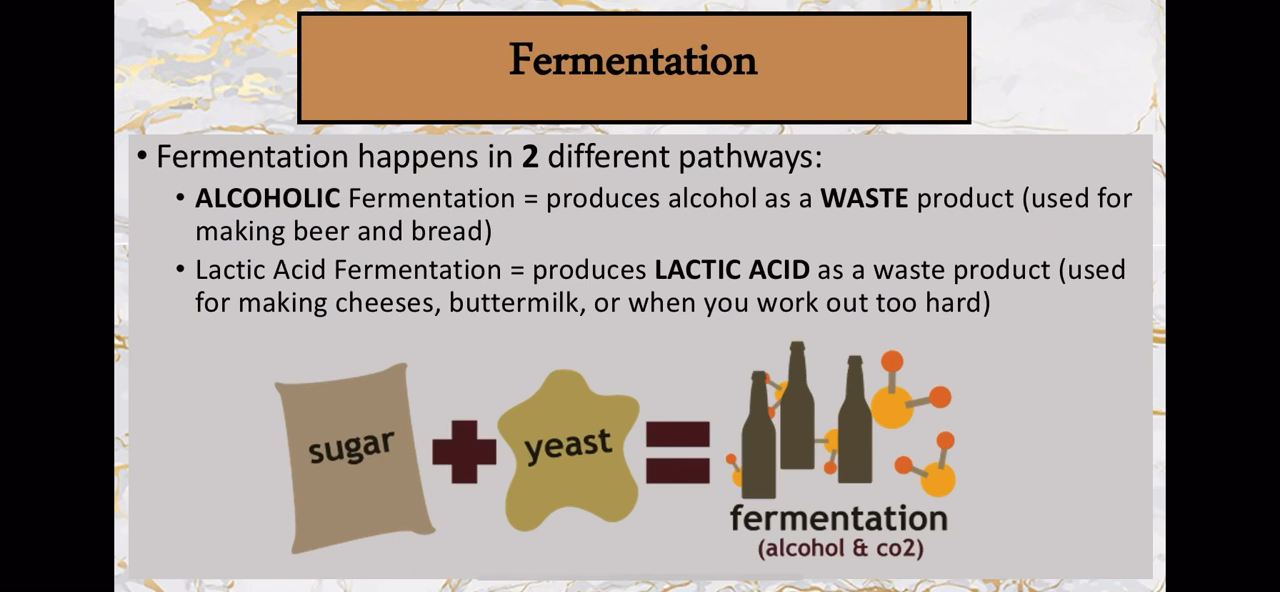 Fermentation
• Fermentation happens in 2 different pathways:
• ALCOHOLIC Fermentation = produces alcohol as a WASTE product (used for
making beer and bread)
• Lactic Acid Fermentation = produces LACTIC ACID as a waste product (used
for making cheeses, buttermilk, or when you work out too hard)
sugar
yeast
fermentation
(alcohol & co2)